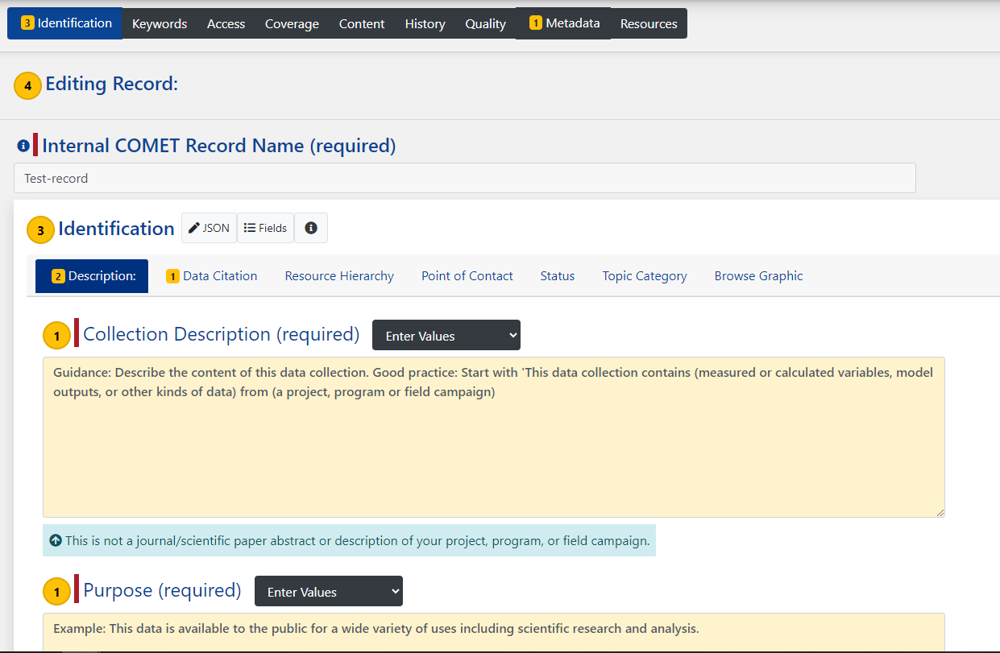 3 Identification Keywords Access Coverage Content History Quality 1 Metadata Resources
4 Editing Record:
Internal COMET Record Name (required)
Test-record
3 Identification JSON Fields
2 Description: 1 Data Citation Resource Hierarchy Point of Contact Status Topic Category Browse Graphic
1 Collection Description (required) Enter Values
Guidance: Describe the content of this data collection. Good practice: Start with 'This data collection contains (measured or calculated variables, model
outputs, or other kinds of data) from (a project, program or field campaign)
This is not a journal/scientific paper abstract or description of your project, program, or field campaign.
1 Purpose (required) Enter Values
Example: This data is available to the public for a wide variety of uses including scientific research and analysis.